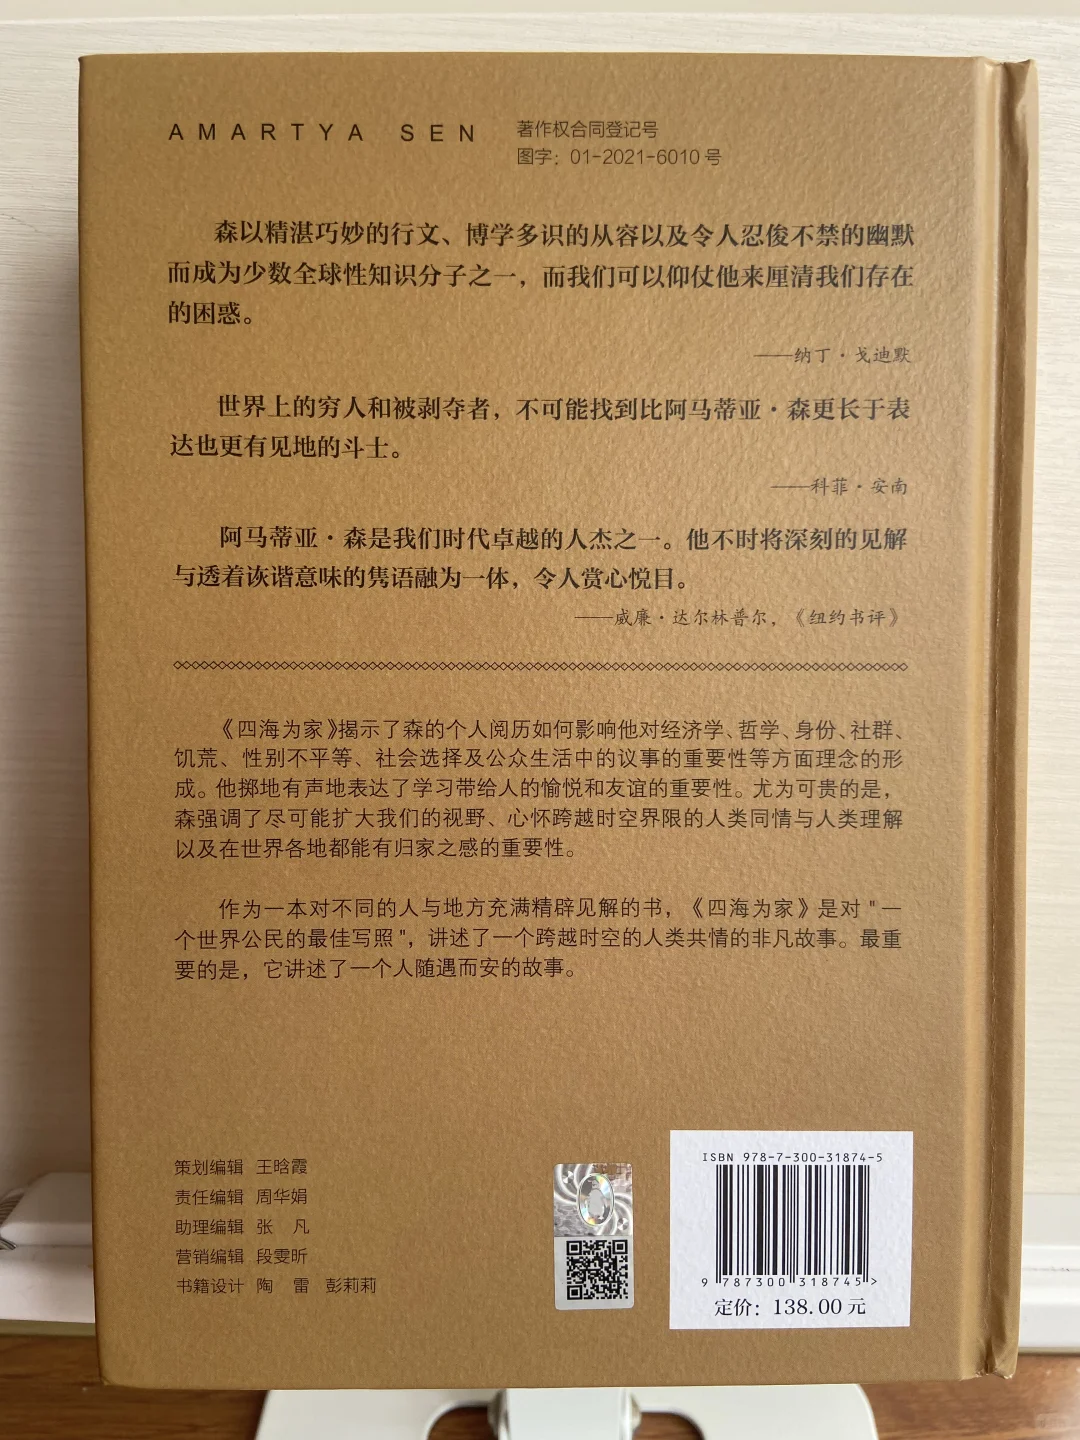 AMARTYA SEN
著作权合同登记号
图字：01-2021-6010 号
森以精湛巧妙的行文、博学多识的从容以及令人忍俊不禁的幽默
而成为少数全球性知识分子之一，而我们可以仰仗他来厘清我们存在
的困惑。
——纳丁·戈迪默
世界上的穷人和被剥夺者，不可能找到比阿马蒂亚·森更长于表
达也更有见地的斗士。
——科菲·安南
阿马蒂亚·森是我们时代卓越的人杰之一。他不时将深刻的见解
与透着诙谐意味的隽语融为一体，令人赏心悦目。
——威廉·达尔林普尔，《纽约书评》
《四海为家》揭示了森的个人阅历如何影响他对经济学、哲学、身份、社群、
饥荒、性别不平等、社会选择及公众生活中的议事的重要性等方面理念的形
成。他掷地有声地表达了学习带给人的愉悦和友谊的重要性。尤为可贵的是，
森强调了尽可能扩大我们的视野、心怀跨越时空界限的人类同情与人类理解
以及在世界各地都能有归家之感的重要性。
作为一本对不同的人与地方充满精辟见解的书，《四海为家》是对"一
个世界公民的最佳写照"，讲述了一个跨越时空的人类共情的非凡故事。最重
要的是，它讲述了一个人随遇而安的故事。
策划编辑 王晗霞
责任编辑 周华娟
助理编辑 张 凡
营销编辑 段雯昕
书籍设计 陶 雷 彭莉莉
ISBN 978-7-300-31874-5
9 787300 318745 >
定价：138.00 元